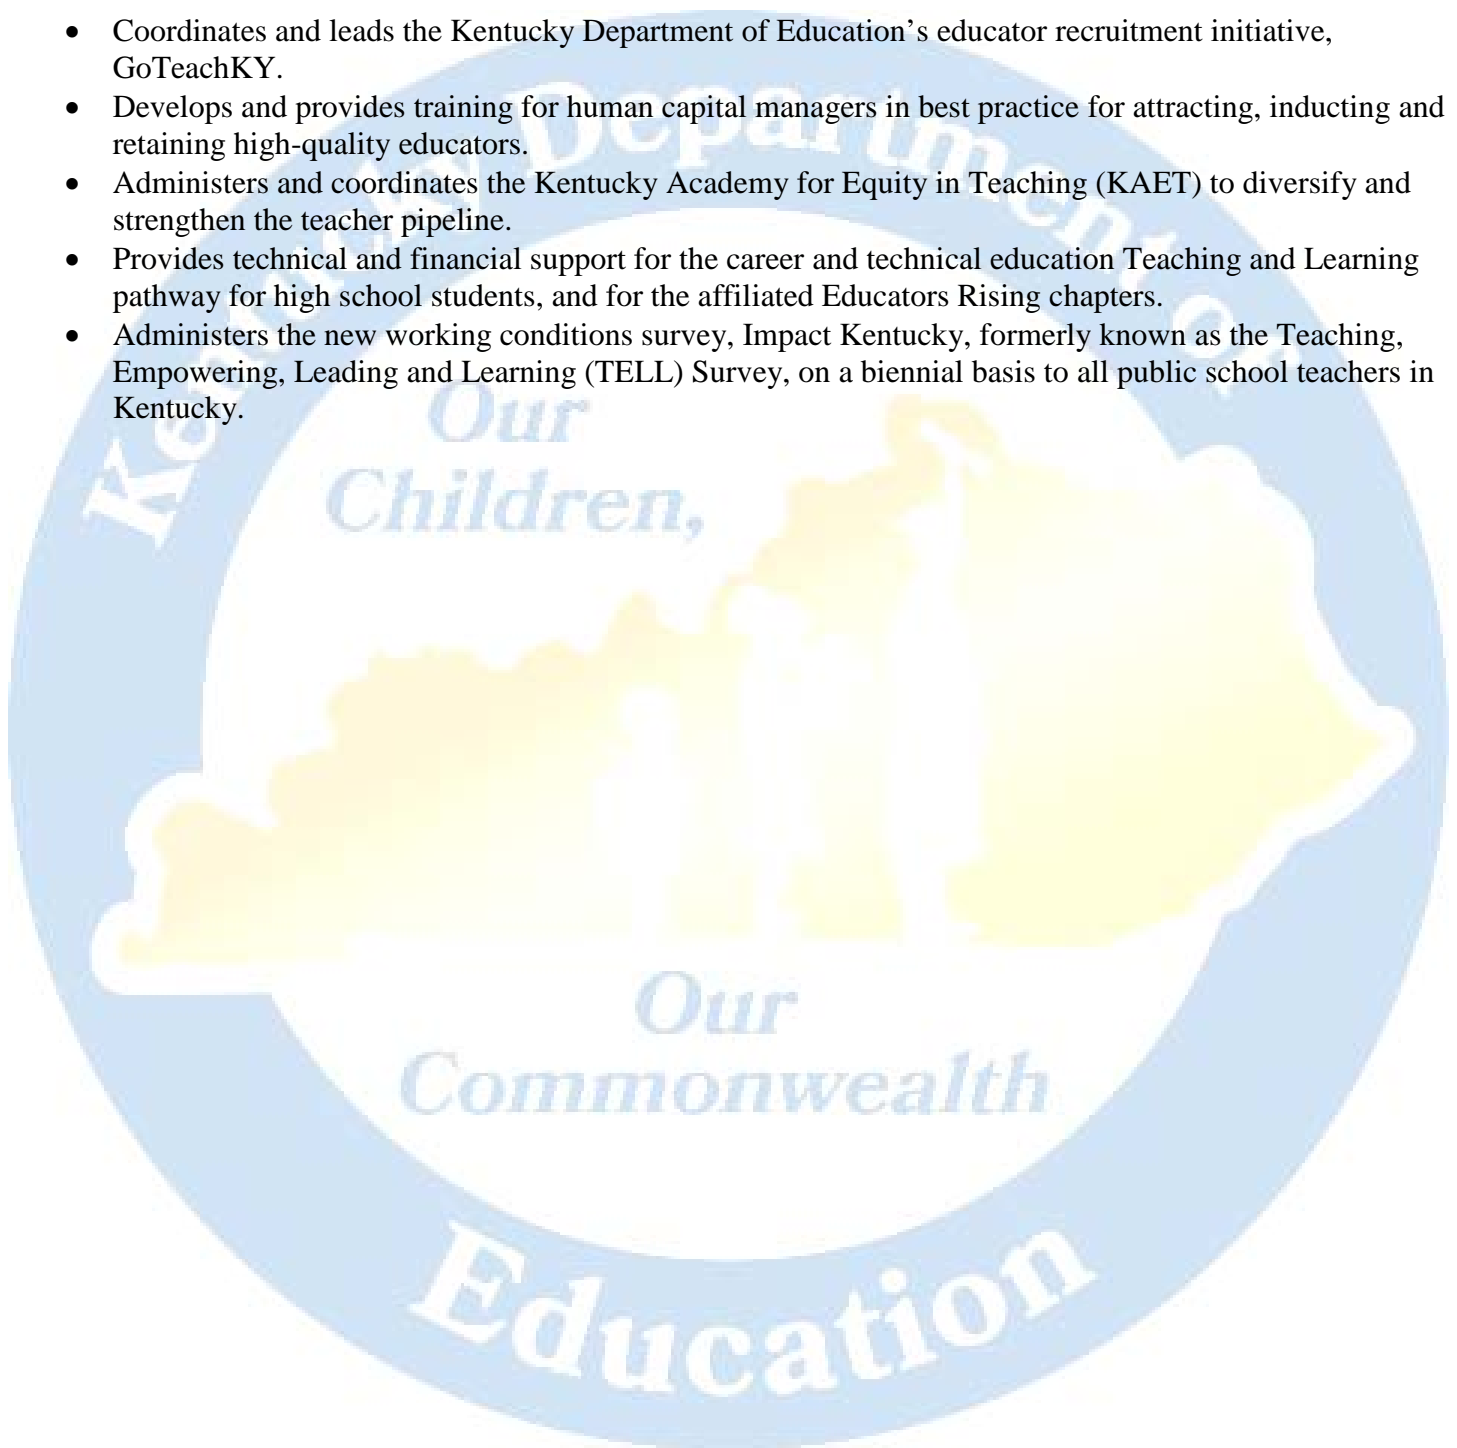 • Coordinates and leads the Kentucky Department of Education’s educator recruitment initiative,
GoTeachKY.
• Develops and provides training for human capital managers in best practice for attracting, inducting and
retaining high-quality educators.
• Administers and coordinates the Kentucky Academy for Equity in Teaching (KAET) to diversify and
strengthen the teacher pipeline.
• Provides technical and financial support for the career and technical education Teaching and Learning
pathway for high school students, and for the affiliated Educators Rising chapters.
• Administers the new working conditions survey, Impact Kentucky, formerly known as the Teaching,
Empowering, Leading and Learning (TELL) Survey, on a biennial basis to all public school teachers in
Kentucky.
Kentucky Department of
Our
Children,
Our
Commonwealth
Education